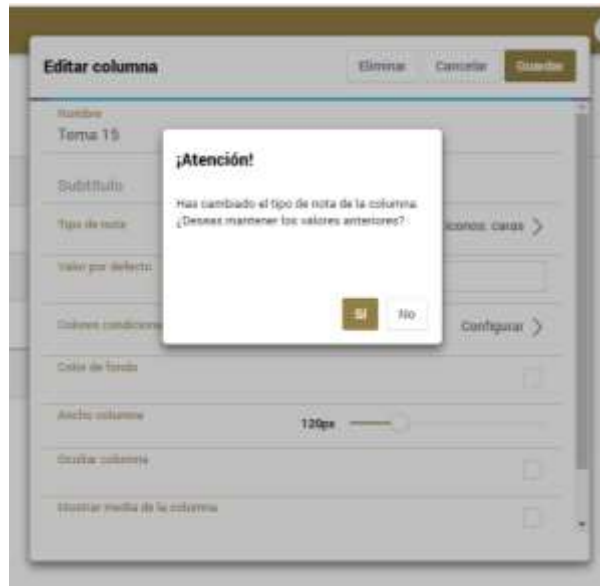 Editar columna
Eliminar
Cancelar
Guardar
Nombre
Tema 15
Subtítulo
Tipo de nota
Iconos: caras
Valor por defecto
Colores
Configurar
Color de fondo
Ancho columna
120px
Ocultar columna
Mostrar media de la columna
¡Atención!
Has cambiado el tipo de nota de la columna.
¿Deseas mantener los valores anteriores?
Sí
No